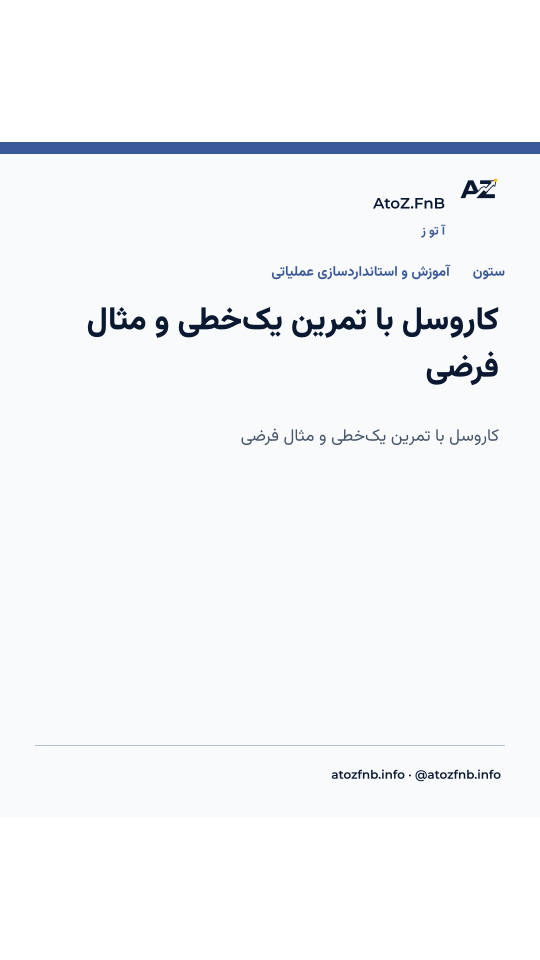 AZ
AtoZ.FnB
آ تو ز
ستون آموزش و استانداردسازی عملیاتی
کاروسل با تمرین یک‌خطی و مثال
فرضی
کاروسل با تمرین یک‌خطی و مثال فرضی
atozfnb.info · @atozfnb.info